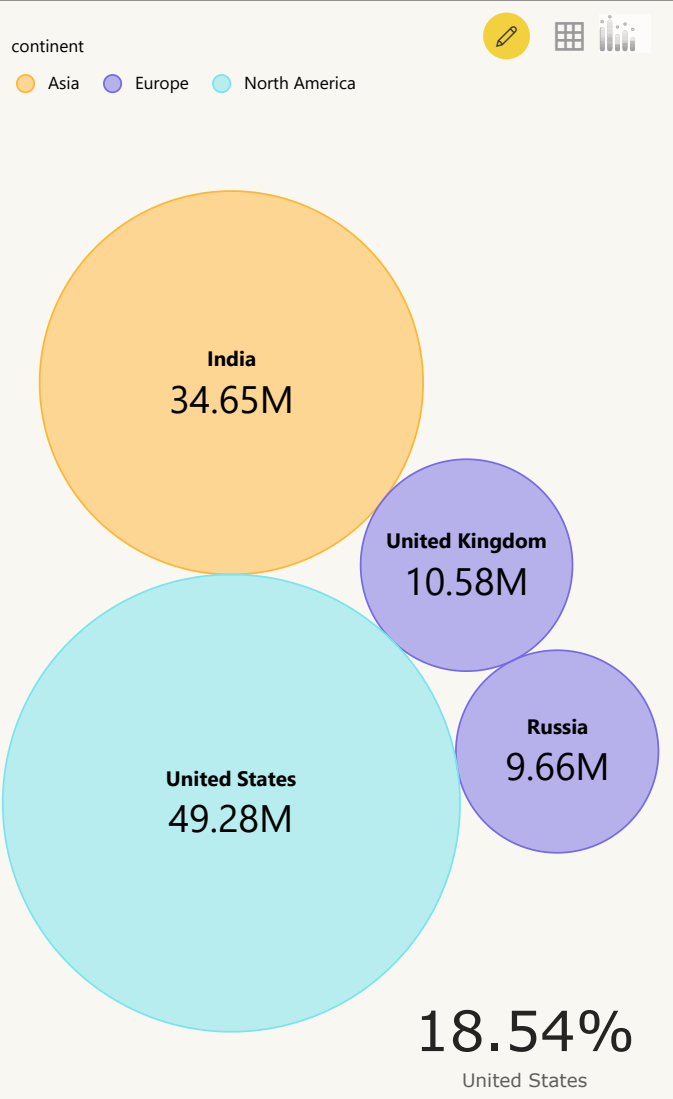 continent
Asia Europe North America
India
34.65M
United Kingdom
10.58M
Russia
9.66M
United States
49.28M
18.54%
United States